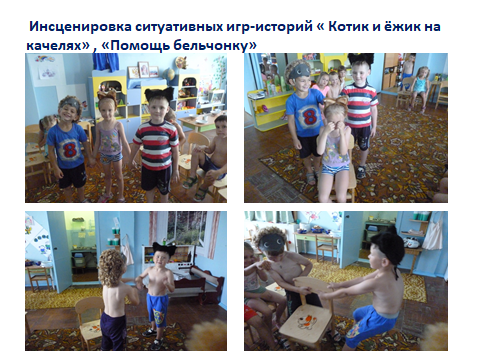 Инсценировка ситуативных игр-историй « Котик и ёжик на
качелях» , «Помощь бельчонку»